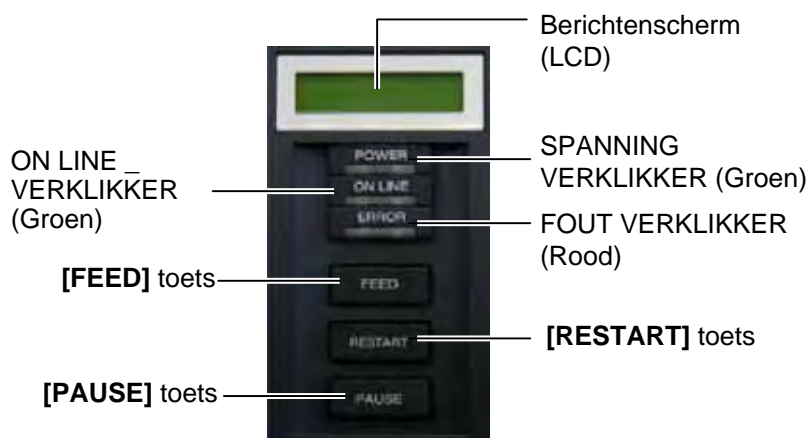 Berichtenscherm
(LCD)
POWER
SPANNING
VERKLIKKER (Groen)
ON LINE _
VERKLIKKER
(Groen)
ON LINE
ERROR
FOUT VERKLIKKER
(Rood)
[FEED] toets
FEED
RESTART
[RESTART] toets
[PAUSE] toets
PAUSE